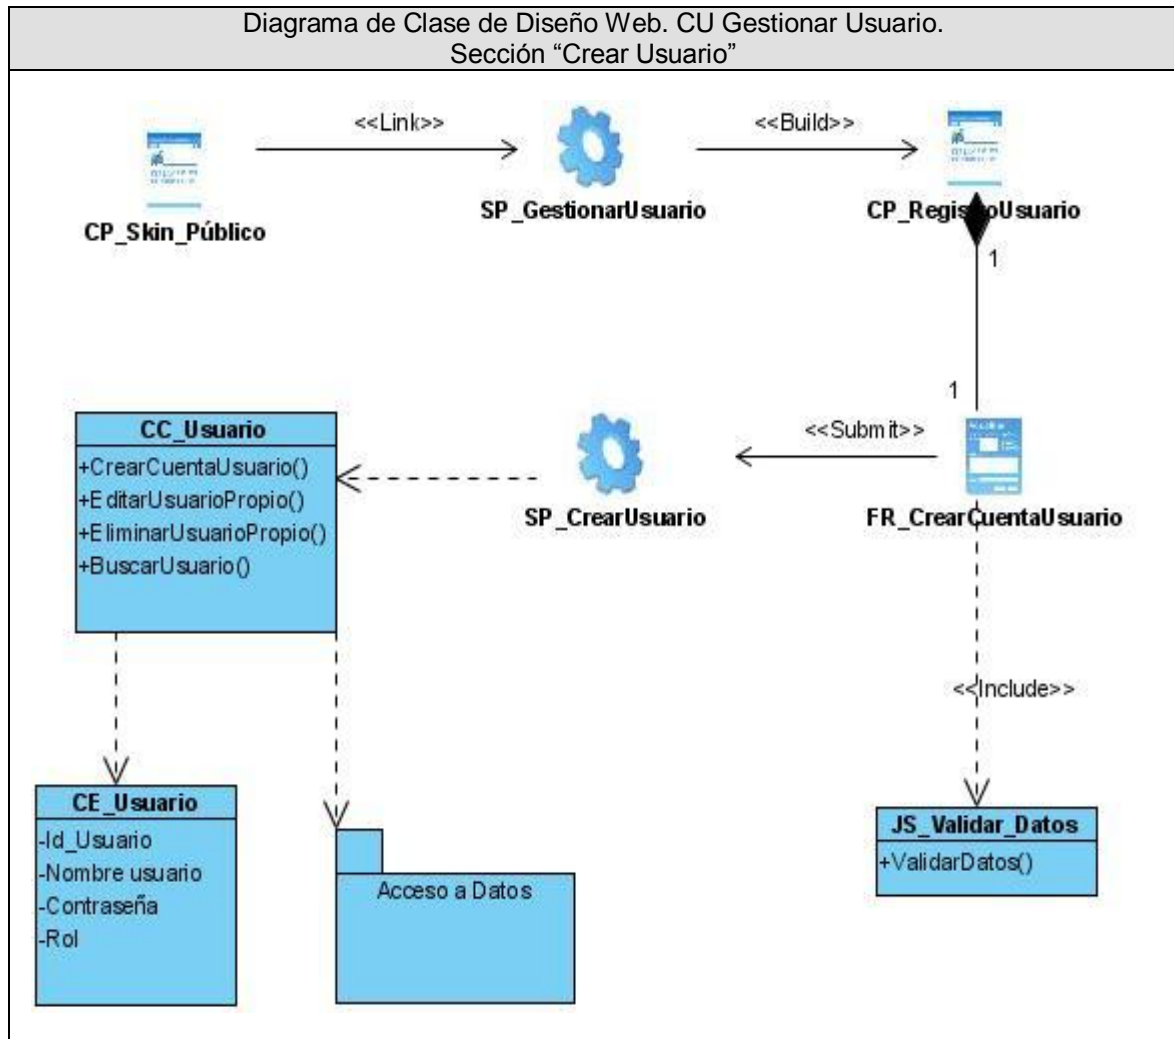 Diagrama de Clase de Diseño Web. CU Gestionar Usuario.
Sección “Crear Usuario”
<<Link>>
<<Build>>
CP_Skin_Público
SP_GestionarUsuario
CP_RegistroUsuario
1
1
<<Submit>>
CC_Usuario
+CrearCuentaUsuario()
+EditarUsuarioPropio()
+EliminarUsuarioPropio()
+BuscarUsuario()
SP_CrearUsuario
FR_CrearCuentaUsuario
<<Include>>
CE_Usuario
-Id_Usuario
-Nombre usuario
-Contraseña
-Rol
Acceso a Datos
JS_Validar_Datos
+ValidarDatos()